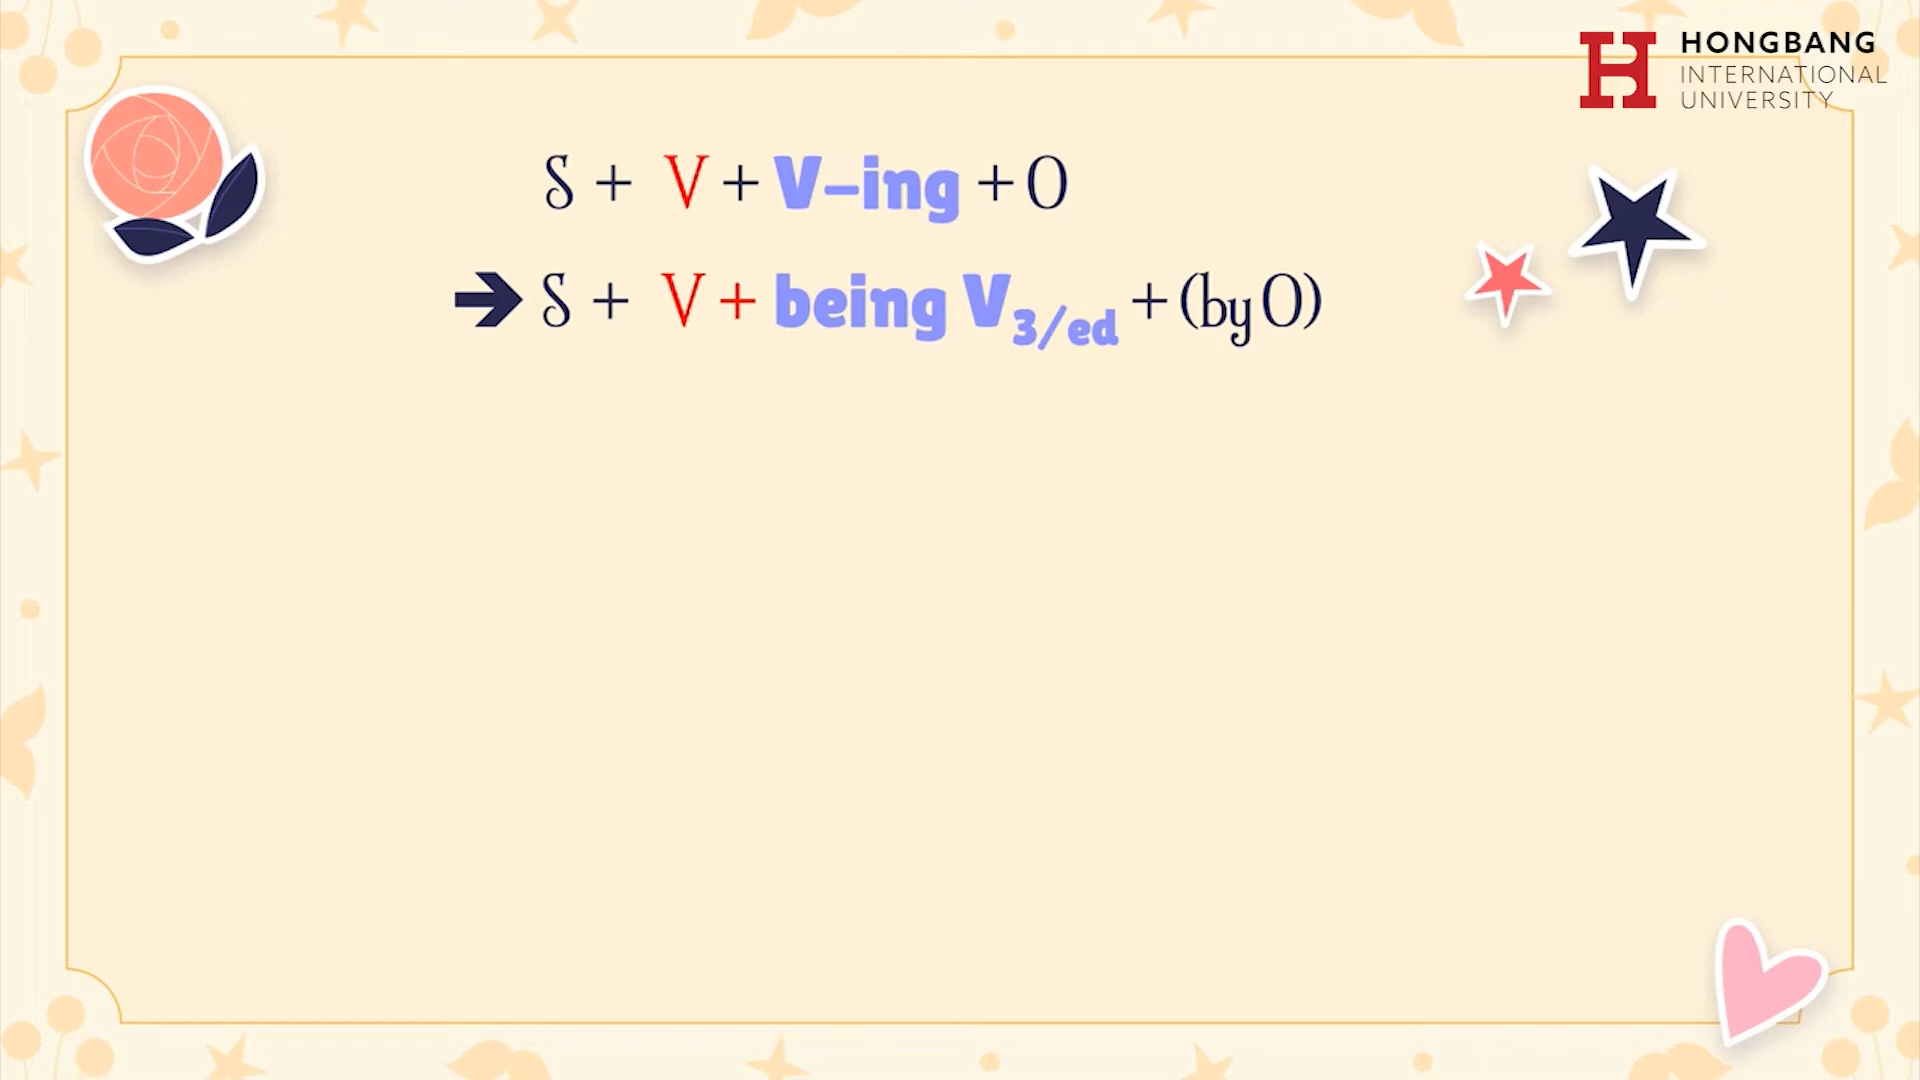 HONGBANG
INTERNATIONAL
UNIVERSITY
S + V + V-ing + O
➔ S + V + being V3/ed + (by O)